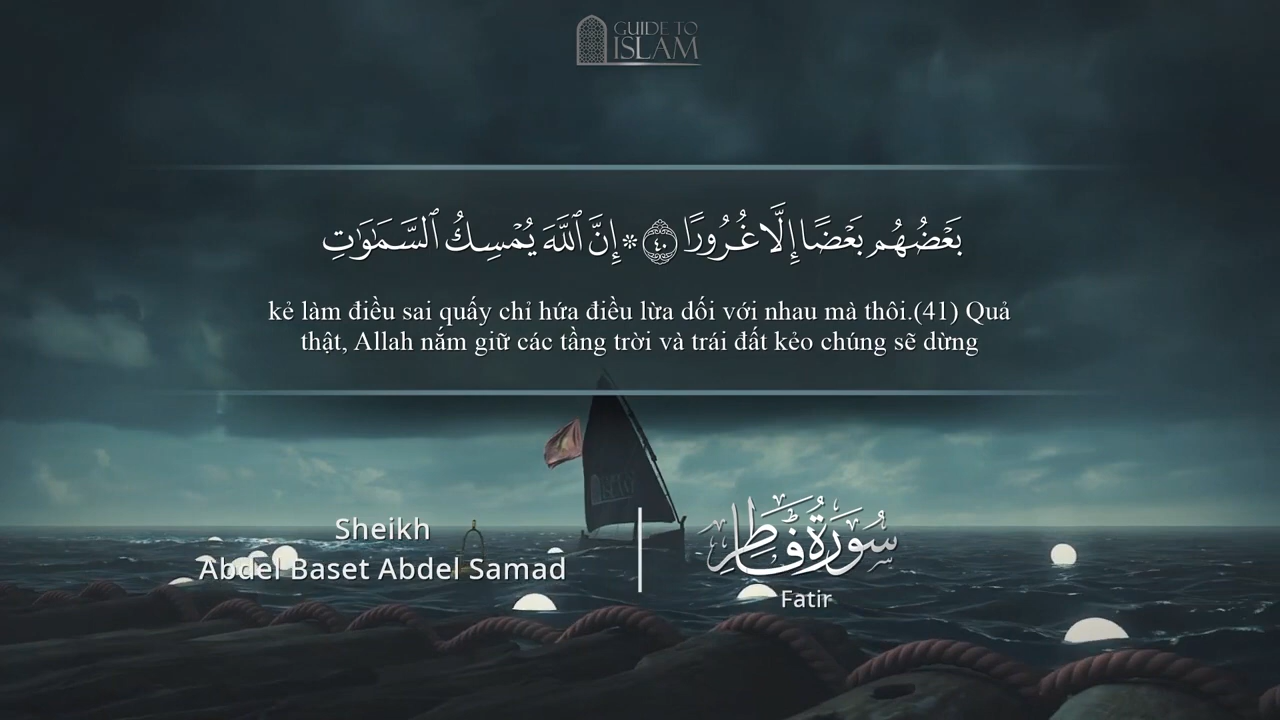 GUIDE TO
ISLAM
بَعْضُهُم بَعْضًا إِلَّا غُرُورًا ۝٤٠ ۞ إِنَّ ٱللَّهَ يُمْسِكُ ٱلسَّمَٰوَٰتِ
kẻ làm điều sai quấy chỉ hứa điều lừa dối với nhau mà thôi.(41) Quả
thật, Allah nắm giữ các tầng trời và trái đất kẻo chúng sẽ dừng
Sheikh
Abdel Baset Abdel Samad
سُورَةُ فَاطِر
Fatir